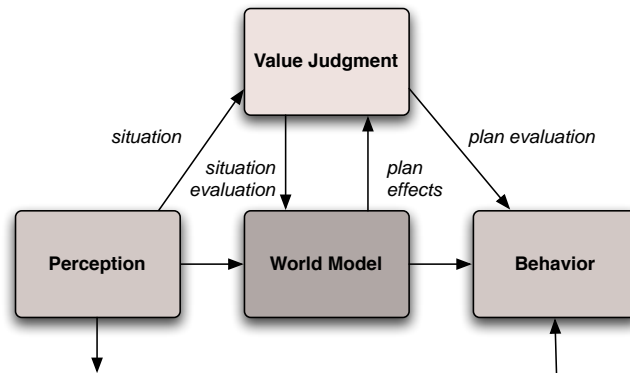 Value Judgment
situation
plan evaluation
situation
evaluation
plan
effects
Perception
World Model
Behavior